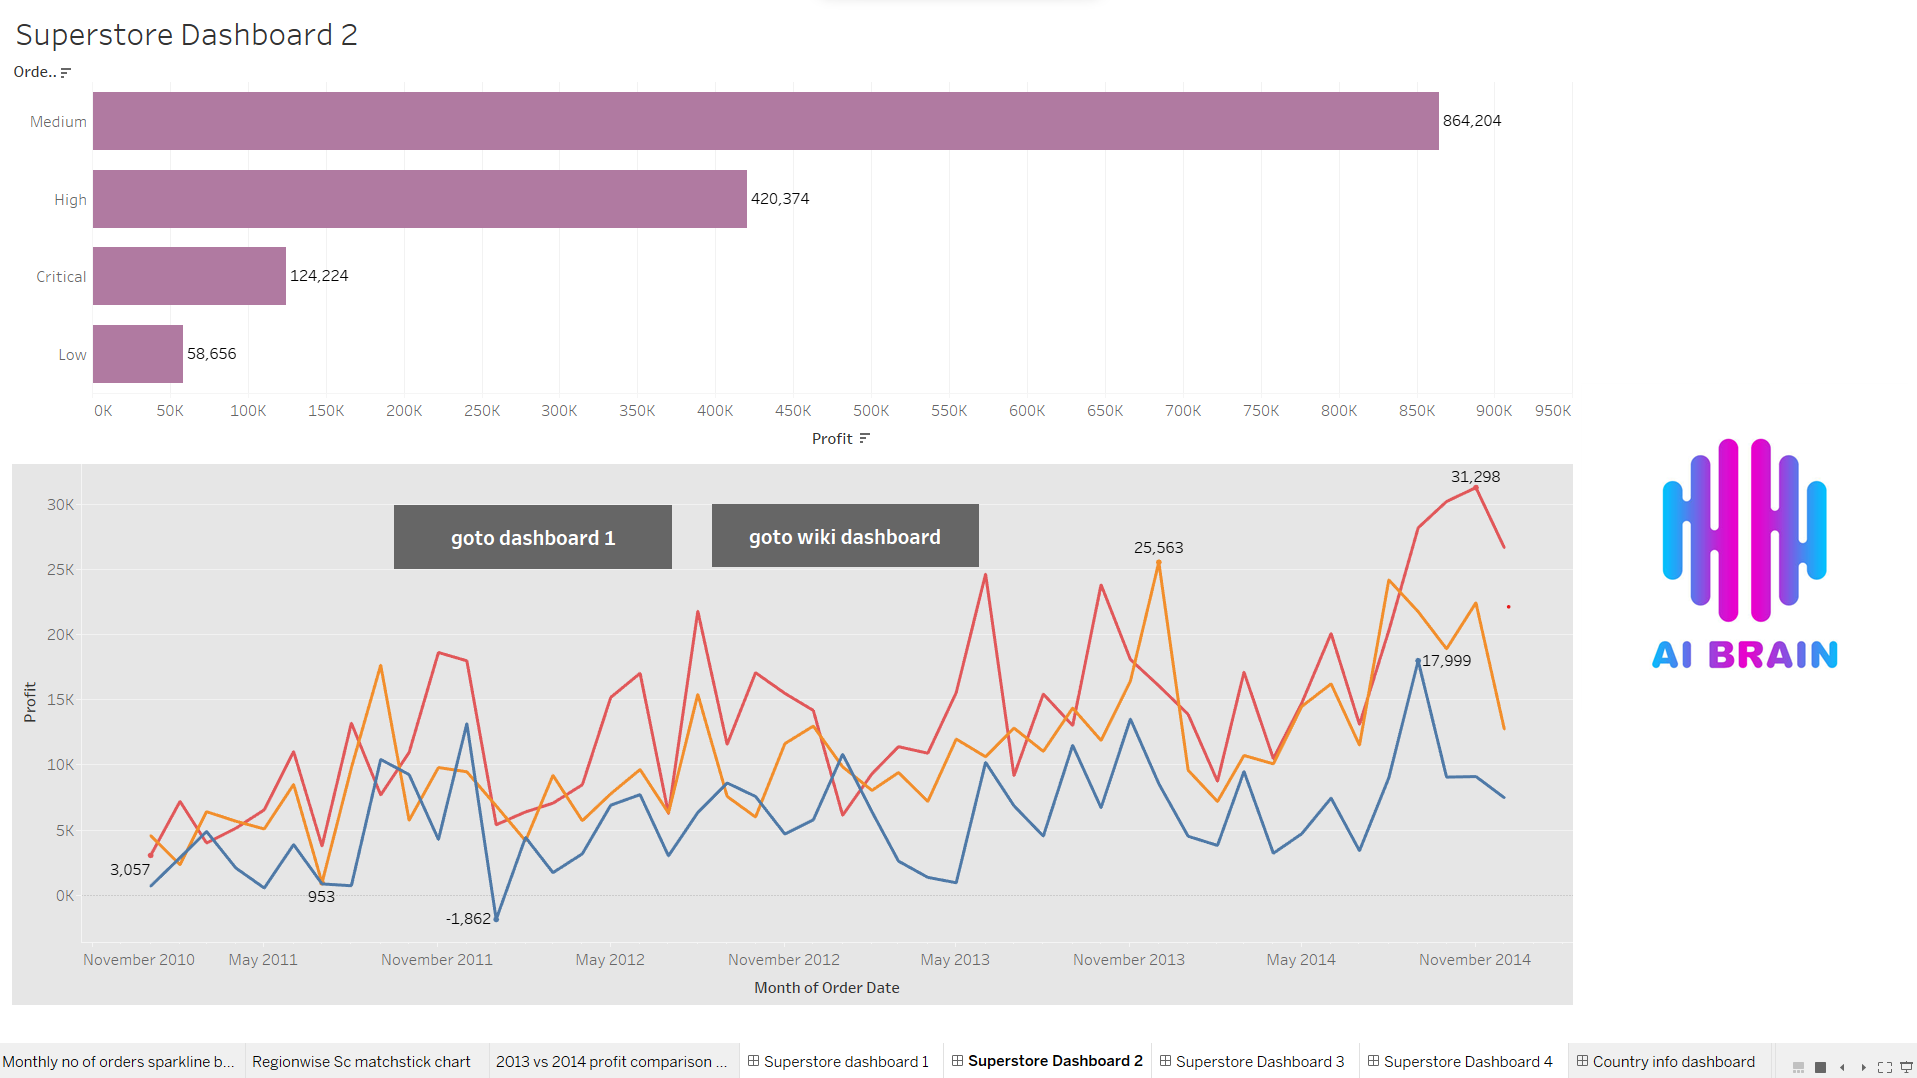 Superstore Dashboard 2
Orde..
Medium
864,204
High
420,374
Critical
124,224
Low
58,656
0K 50K 100K 150K 200K 250K 300K 350K 400K 450K 500K 550K 600K 650K 700K 750K 800K 850K 900K 950K
Profit
31,298
30K
goto dashboard 1
goto wiki dashboard
25,563
25K
20K
AI BRAIN
17,999
15K
Profit
10K
5K
3,057
0K
953
-1,862
November 2010 May 2011 November 2011 May 2012 November 2012 May 2013 November 2013 May 2014 November 2014
Month of Order Date
Monthly no of orders sparkline b... Regionwise Sc matchstick chart 2013 vs 2014 profit comparison ... Superstore dashboard 1 Superstore Dashboard 2 Superstore Dashboard 3 Superstore Dashboard 4 Country info dashboard